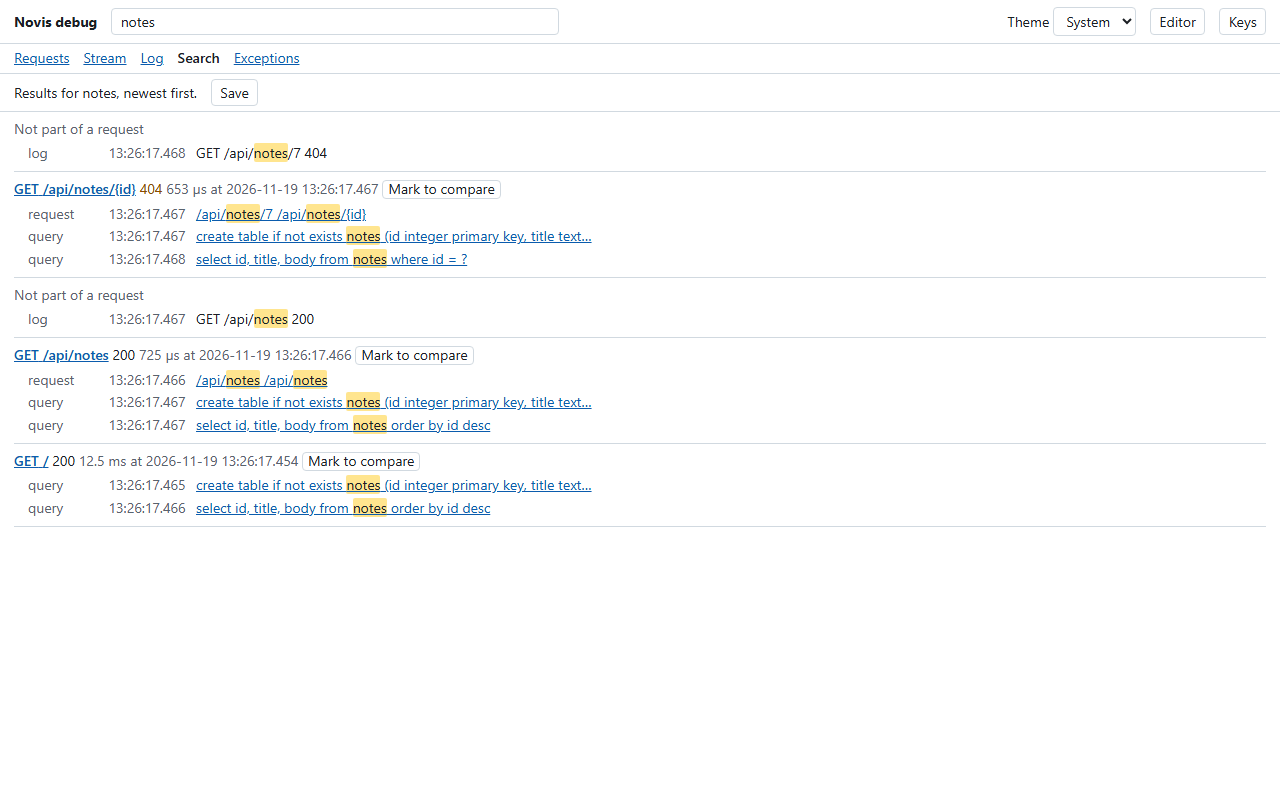 Novis debug notes Theme System Editor Keys
Requests Stream Log Search Exceptions
Results for notes, newest first. Save
Not part of a request
log 13:26:17.468 GET /api/notes/7 404
GET /api/notes/{id} 404 653 µs at 2026-11-19 13:26:17.467 Mark to compare
request 13:26:17.467 /api/notes/7 /api/notes/{id}
query 13:26:17.467 create table if not exists notes (id integer primary key, title text…
query 13:26:17.468 select id, title, body from notes where id = ?
Not part of a request
log 13:26:17.467 GET /api/notes 200
GET /api/notes 200 725 µs at 2026-11-19 13:26:17.466 Mark to compare
request 13:26:17.466 /api/notes /api/notes
query 13:26:17.467 create table if not exists notes (id integer primary key, title text…
query 13:26:17.467 select id, title, body from notes order by id desc
GET / 200 12.5 ms at 2026-11-19 13:26:17.454 Mark to compare
query 13:26:17.465 create table if not exists notes (id integer primary key, title text…
query 13:26:17.466 select id, title, body from notes order by id desc